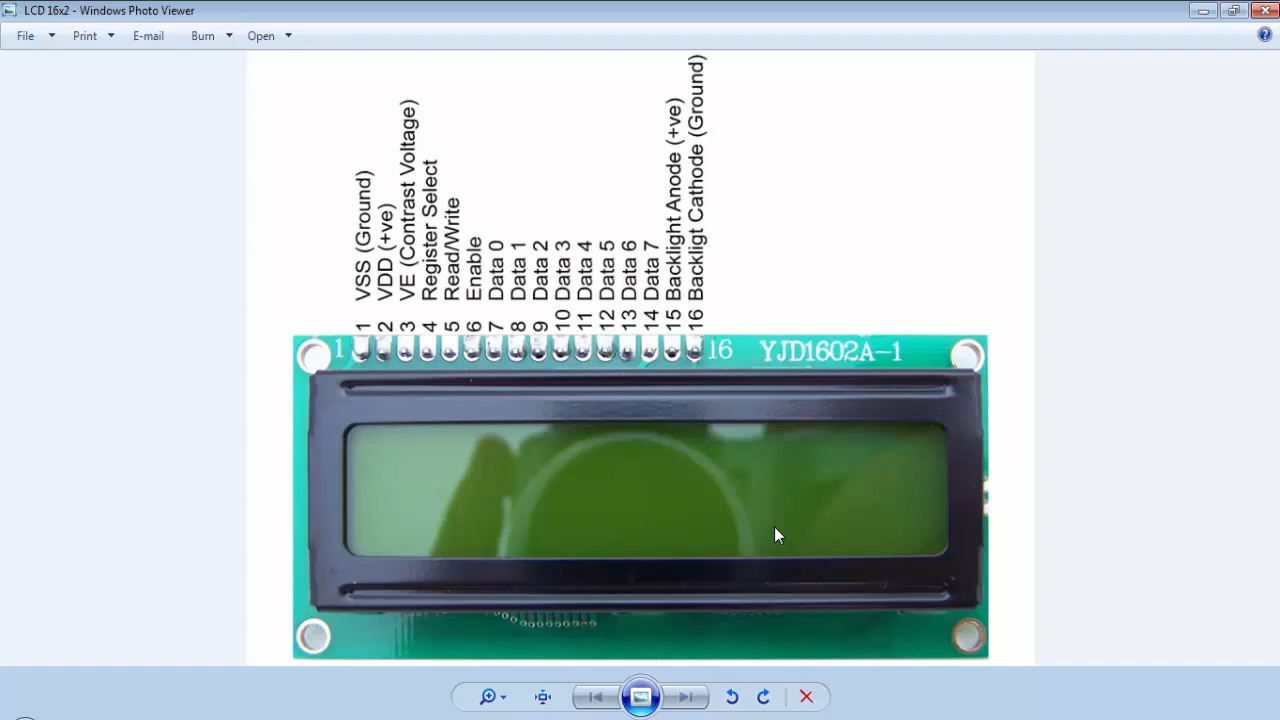 LCD 16x2 - Windows Photo Viewer
File Print E-mail Burn Open
1 VSS (Ground)
2 VDD (+ve)
3 VE (Contrast Voltage)
4 Register Select
5 Read/Write
6 Enable
7 Data 0
8 Data 1
9 Data 2
10 Data 3
11 Data 4
12 Data 5
13 Data 6
14 Data 7
15 Backlight Anode (+ve)
16 Backligt Cathode (Ground)
1 16 YJD1602A-1